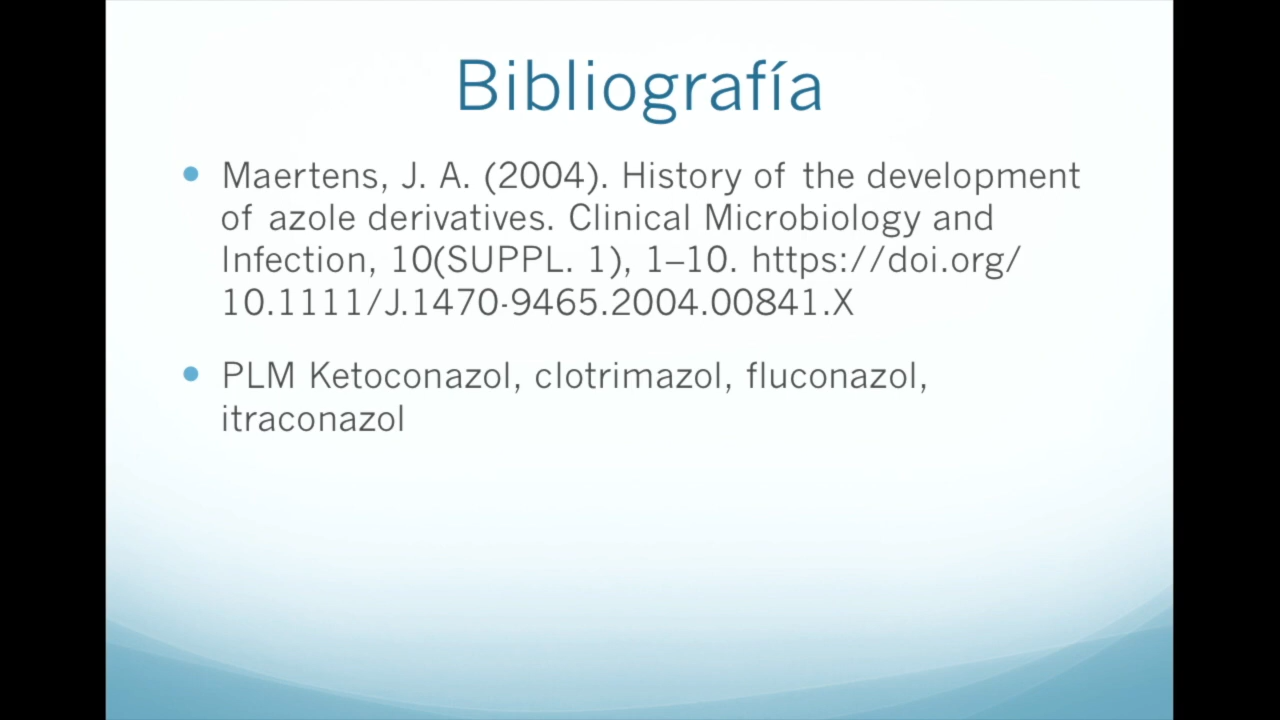 Bibliografía
• Maertens, J. A. (2004). History of the development
of azole derivatives. Clinical Microbiology and
Infection, 10(SUPPL. 1), 1–10. https://doi.org/
10.1111/J.1470-9465.2004.00841.X
• PLM Ketoconazol, clotrimazol, fluconazol,
itraconazol